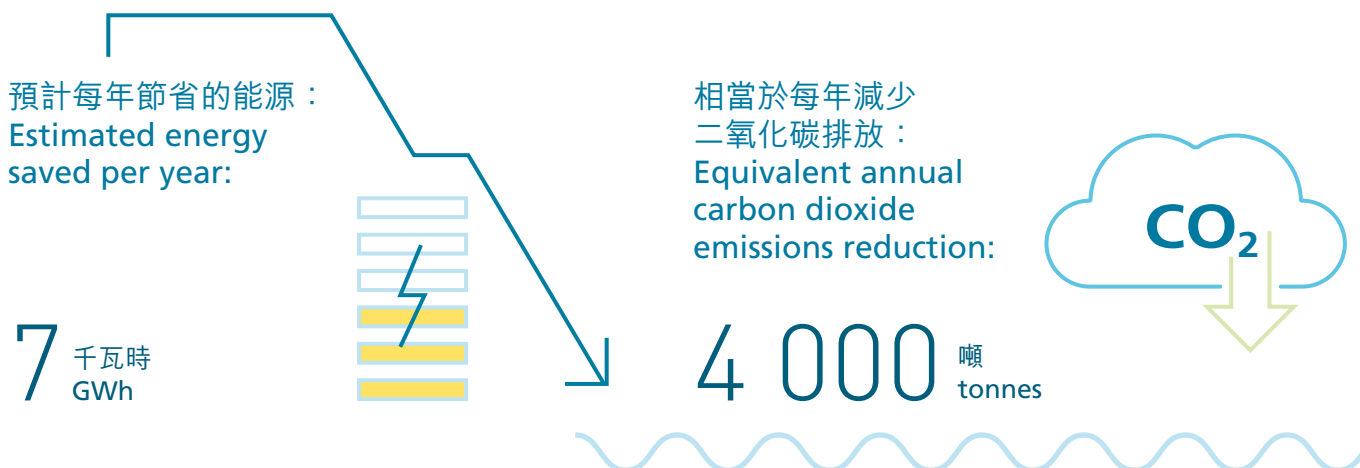 預計每年節省的能源：
Estimated energy
saved per year:
7 千瓦時
GWh
相當於每年減少
二氧化碳排放：
Equivalent annual
carbon dioxide
emissions reduction:
4 000 噸
tonnes
CO₂